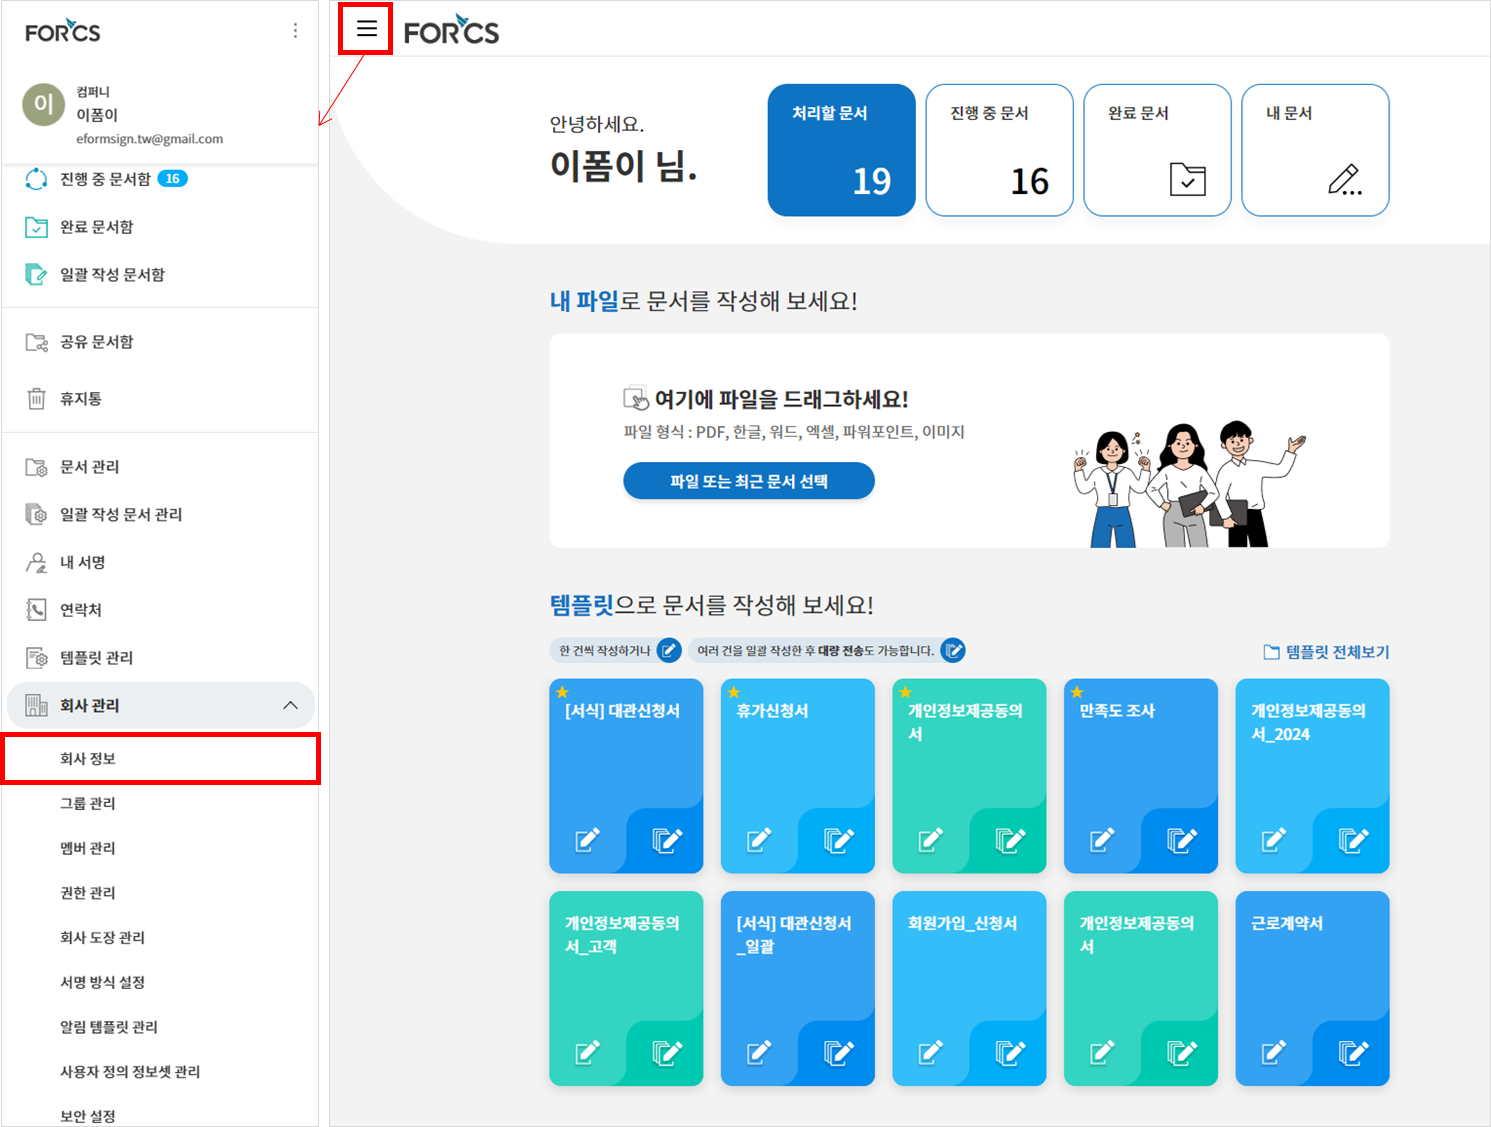 FORCS
이
컴퍼니
이폼이
eformsign.tw@gmail.com
진행 중 문서함 16
완료 문서함
일괄 작성 문서함
공유 문서함
휴지통
문서 관리
일괄 작성 문서 관리
내 서명
연락처
템플릿 관리
회사 관리
회사 정보
그룹 관리
멤버 관리
권한 관리
회사 도장 관리
서명 방식 설정
알림 템플릿 관리
사용자 정의 정보셋 관리
보안 설정
FORCS
안녕하세요.
이폼이 님.
처리할 문서
19
진행 중 문서
16
완료 문서
내 문서
내 파일로 문서를 작성해 보세요!
여기에 파일을 드래그하세요!
파일 형식 : PDF, 한글, 워드, 엑셀, 파워포인트, 이미지
파일 또는 최근 문서 선택
템플릿으로 문서를 작성해 보세요!
한 건씩 작성하거나
여러 건을 일괄 작성한 후 대량 전송도 가능합니다.
템플릿 전체보기
[서식] 대관신청서
휴가신청서
개인정보제공동의
서
만족도 조사
개인정보제공동의
서_2024
개인정보제공동의
서_고객
[서식] 대관신청서
_일괄
회원가입_신청서
개인정보제공동의
서
근로계약서